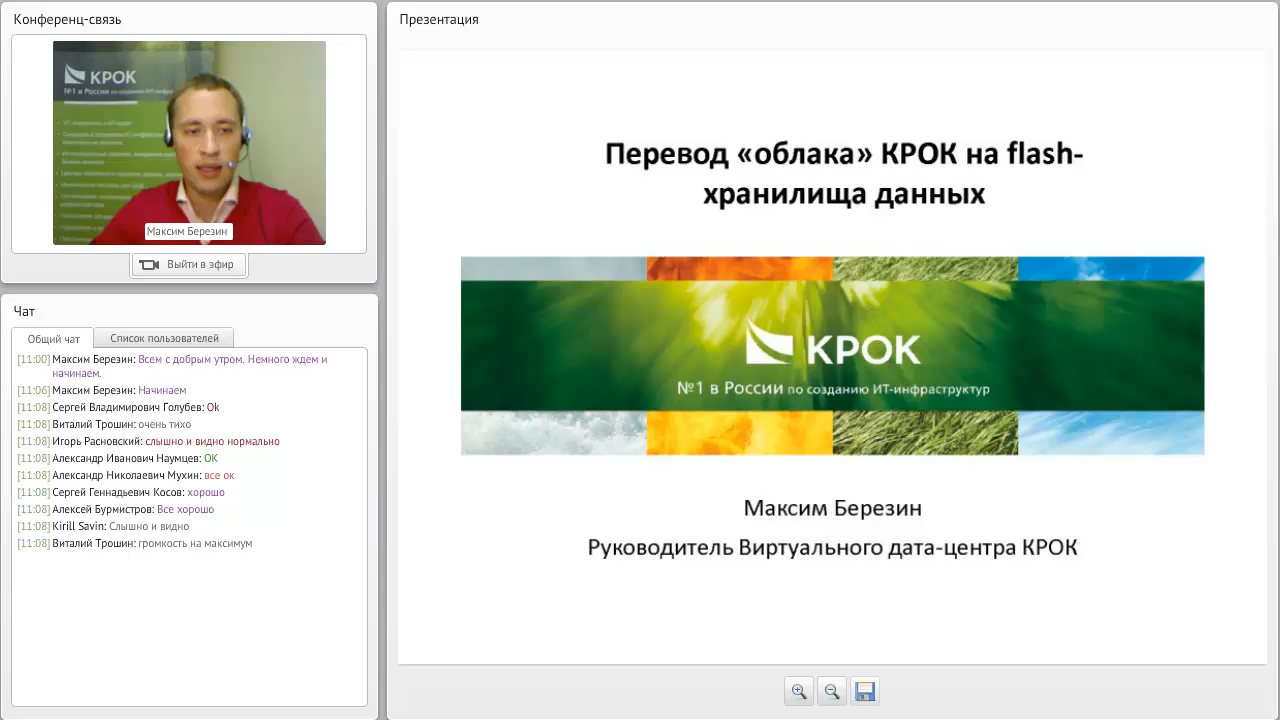 Конференц-связь
КРОК
№1 в России
Максим Березин
Выйти в эфир
Чат
Общий чат
Список пользователей
[11:00] Максим Березин: Всем с добрым утром. Немного ждем и
начинаем.
[11:06] Максим Березин: Начинаем
[11:08] Сергей Владимирович Голубев: Ok
[11:08] Виталий Трошин: очень тихо
[11:08] Игорь Расновский: слышно и видно нормально
[11:08] Александр Иванович Наумцев: ОК
[11:08] Александр Николаевич Мухин: все ок
[11:08] Сергей Геннадьевич Косов: хорошо
[11:08] Алексей Бурмистров: Все хорошо
[11:08] Kirill Savin: Слышно и видно
[11:08] Виталий Трошин: громкость на максимум
Презентация
Перевод «облака» КРОК на flash-
хранилища данных
КРОК
№1 в России по созданию ИТ-инфраструктур
Максим Березин
Руководитель Виртуального дата-центра КРОК